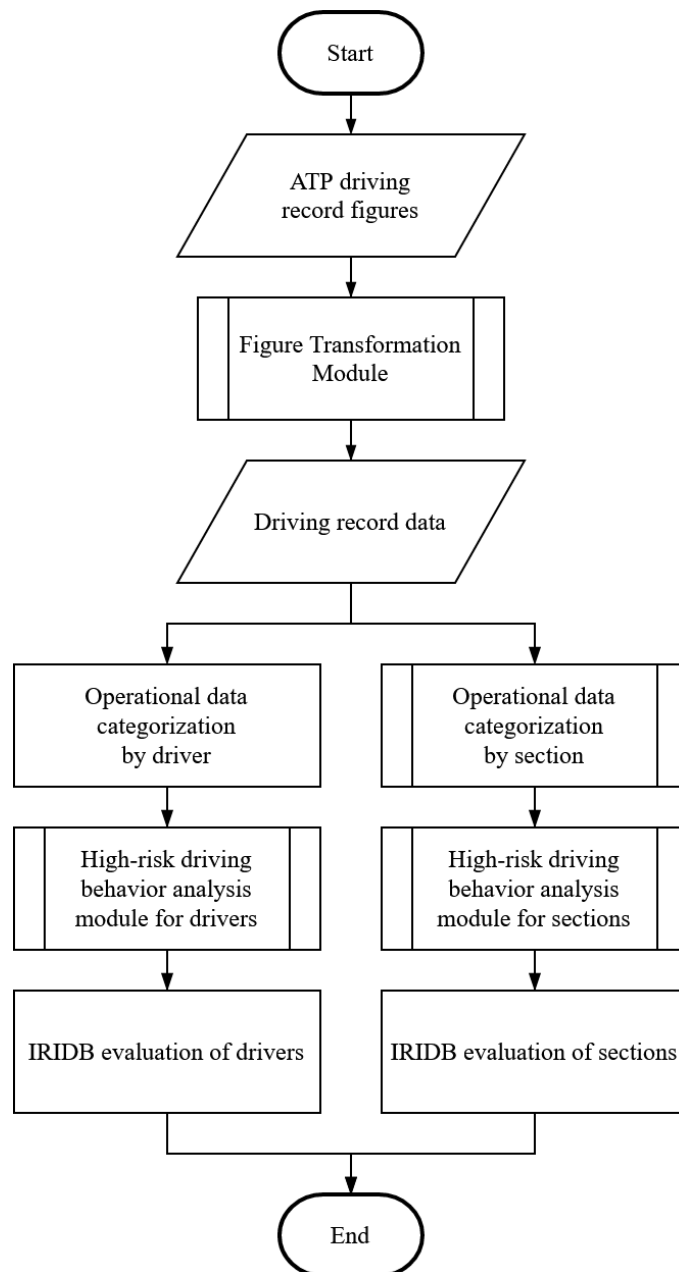 Start
ATP driving
record figures
Figure Transformation
Module
Driving record data
Operational data
categorization
by driver
Operational data
categorization
by section
High-risk driving
behavior analysis
module for drivers
High-risk driving
behavior analysis
module for sections
IRIDB evaluation of drivers
IRIDB evaluation of sections
End